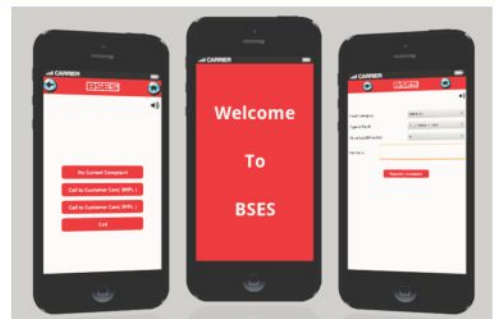 CARRIER
BSES
No Current Complaint
Call to Customer Care( BRPL )
Call to Customer Care( BYPL )
Exit
CARRIER
Welcome
To
BSES
CARRIER
BSES
Register Complaint